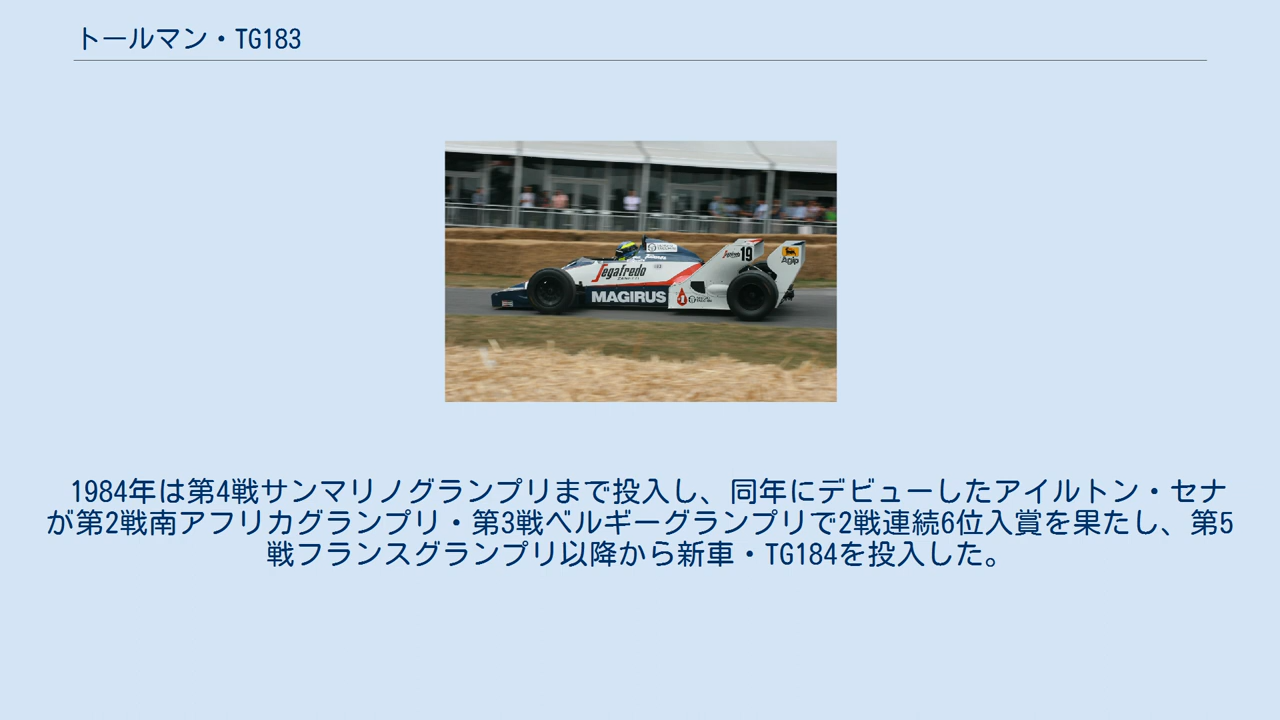 トールマン・TG183
Segafredo
MAGIRUS
19
Agip
1984年は第4戦サンマリノグランプリまで投入し、同年にデビューしたアイルトン・セナ
が第2戦南アフリカグランプリ・第3戦ベルギーグランプリで2戦連続6位入賞を果たし、第5
戦フランスグランプリ以降から新車・TG184を投入した。